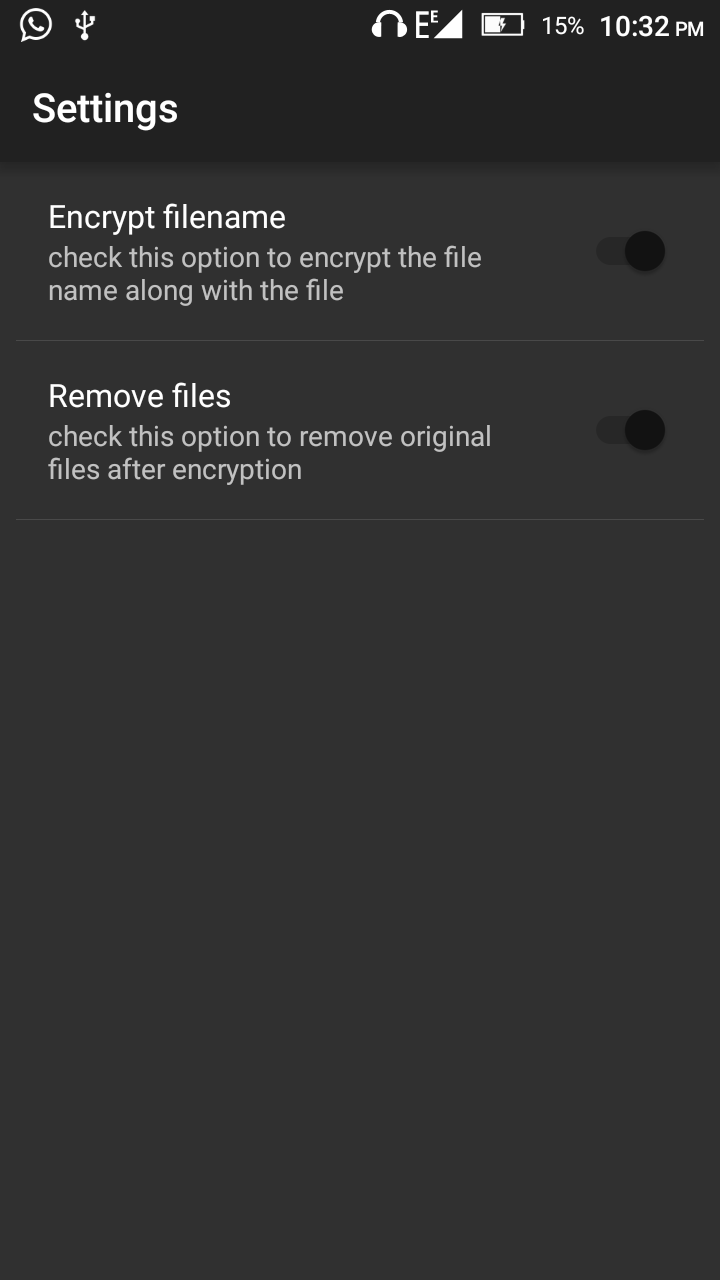 EE 15% 10:32 PM
Settings
Encrypt filename
check this option to encrypt the file
name along with the file
Remove files
check this option to remove original
files after encryption